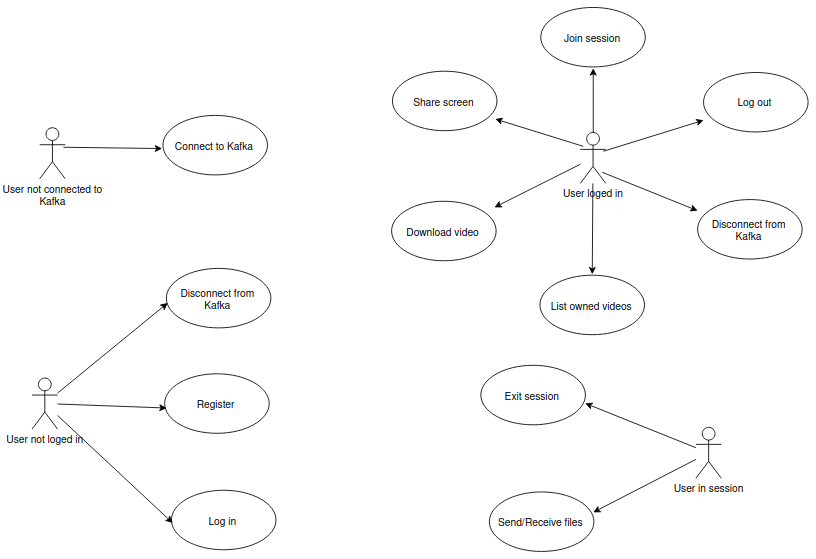 Join session
Share screen
Log out
Connect to Kafka
User not connected to
Kafka
User loged in
Download video
Disconnect from
Kafka
List owned videos
Disconnect from
Kafka
Register
User not loged in
Log in
Exit session
User in session
Send/Receive files